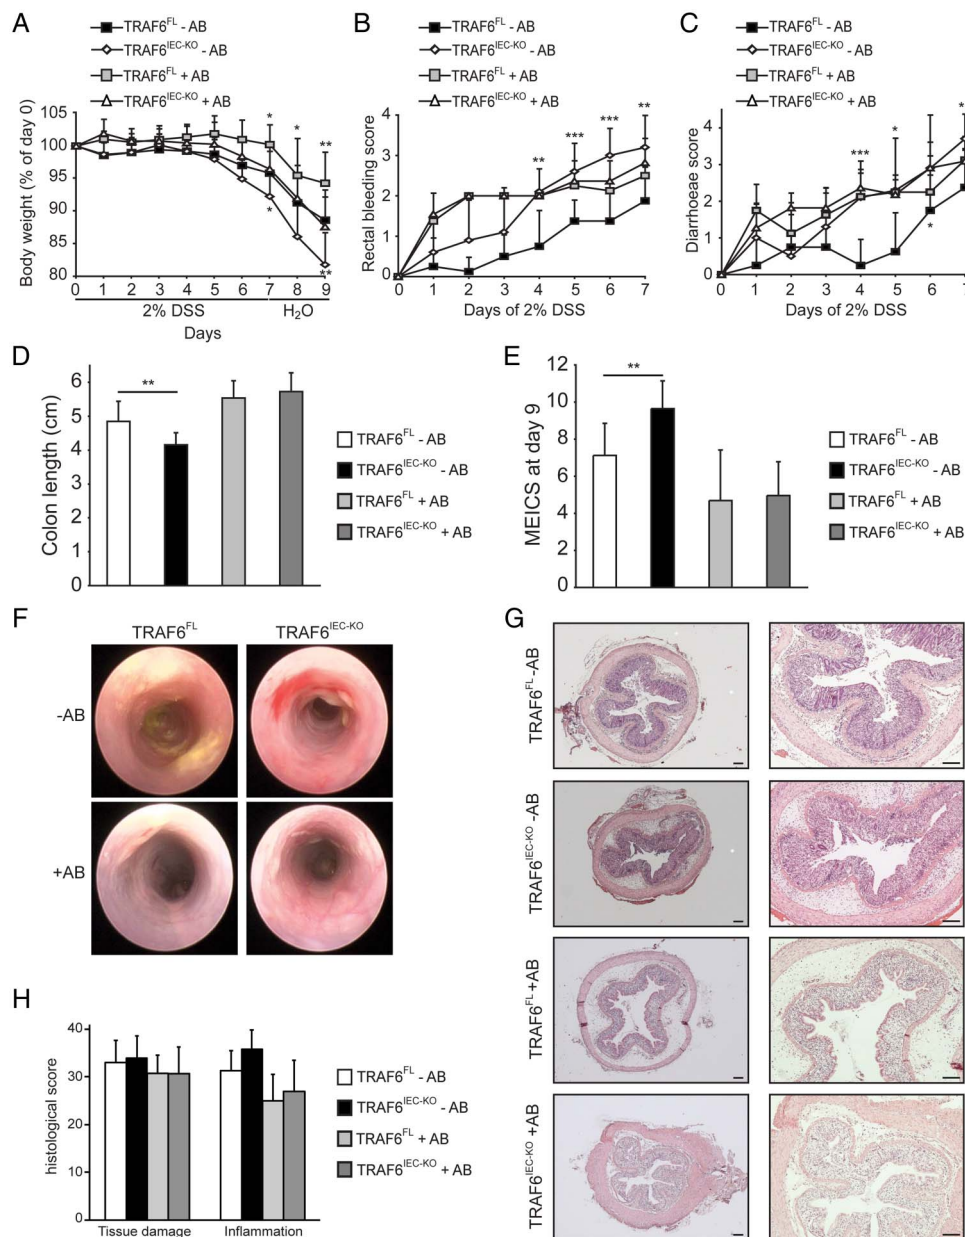 A
TRAF6FL - AB
TRAF6IEC-KO - AB
TRAF6FL + AB
TRAF6IEC-KO + AB
Body weight (% of day 0)
105
100
95
90
85
80
* * ** * **
0 1 2 3 4 5 6 7 8 9
2% DSS H2O
Days
B
TRAF6FL - AB
TRAF6IEC-KO - AB
TRAF6FL + AB
TRAF6IEC-KO + AB
Rectal bleeding score
5
4
3
2
1
0
** *** *** **
0 1 2 3 4 5 6 7
Days of 2% DSS
C
TRAF6FL - AB
TRAF6IEC-KO - AB
TRAF6FL + AB
TRAF6IEC-KO + AB
Diarrhoeae score
4
3
2
1
0
*** * * *
0 1 2 3 4 5 6 7
Days of 2% DSS
D
Colon length (cm)
6
5
4
3
2
1
0
**
TRAF6FL - AB
TRAF6IEC-KO - AB
TRAF6FL + AB
TRAF6IEC-KO + AB
E
MEICS at day 9
12
10
8
6
4
2
0
**
TRAF6FL - AB
TRAF6IEC-KO - AB
TRAF6FL + AB
TRAF6IEC-KO + AB
F
TRAF6FL TRAF6IEC-KO
-AB
+AB
G
TRAF6FL -AB
TRAF6IEC-KO -AB
TRAF6FL +AB
TRAF6IEC-KO +AB
H
histological score
40
30
20
10
0
Tissue damage Inflammation
TRAF6FL - AB
TRAF6IEC-KO - AB
TRAF6FL + AB
TRAF6IEC-KO + AB